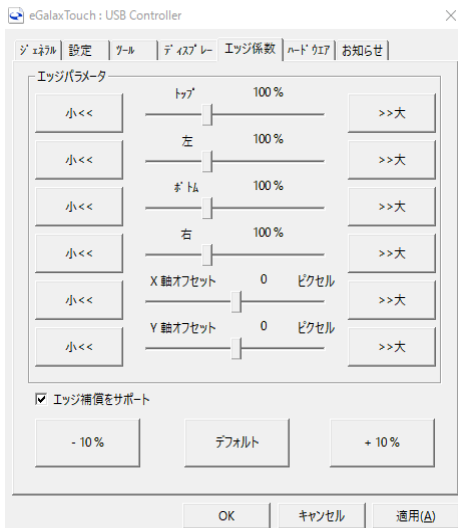 eGalaxTouch : USB Controller
ｼﾞｪﾈﾗﾙ 設定 ﾂｰﾙ ﾃﾞｨｽﾌﾟﾚｰ エッジ係数 ﾊｰﾄﾞｳｴｱ お知らせ
エッジパラメータ
ﾄｯﾌﾟ 100 %
小<< >>大
左 100 %
小<< >>大
ﾎﾞﾄﾑ 100 %
小<< >>大
右 100 %
小<< >>大
X 軸オフセット 0 ピクセル
小<< >>大
Y 軸オフセット 0 ピクセル
小<< >>大
エッジ補償をサポート
- 10 % デフォルト + 10 %
OK キャンセル 適用(A)